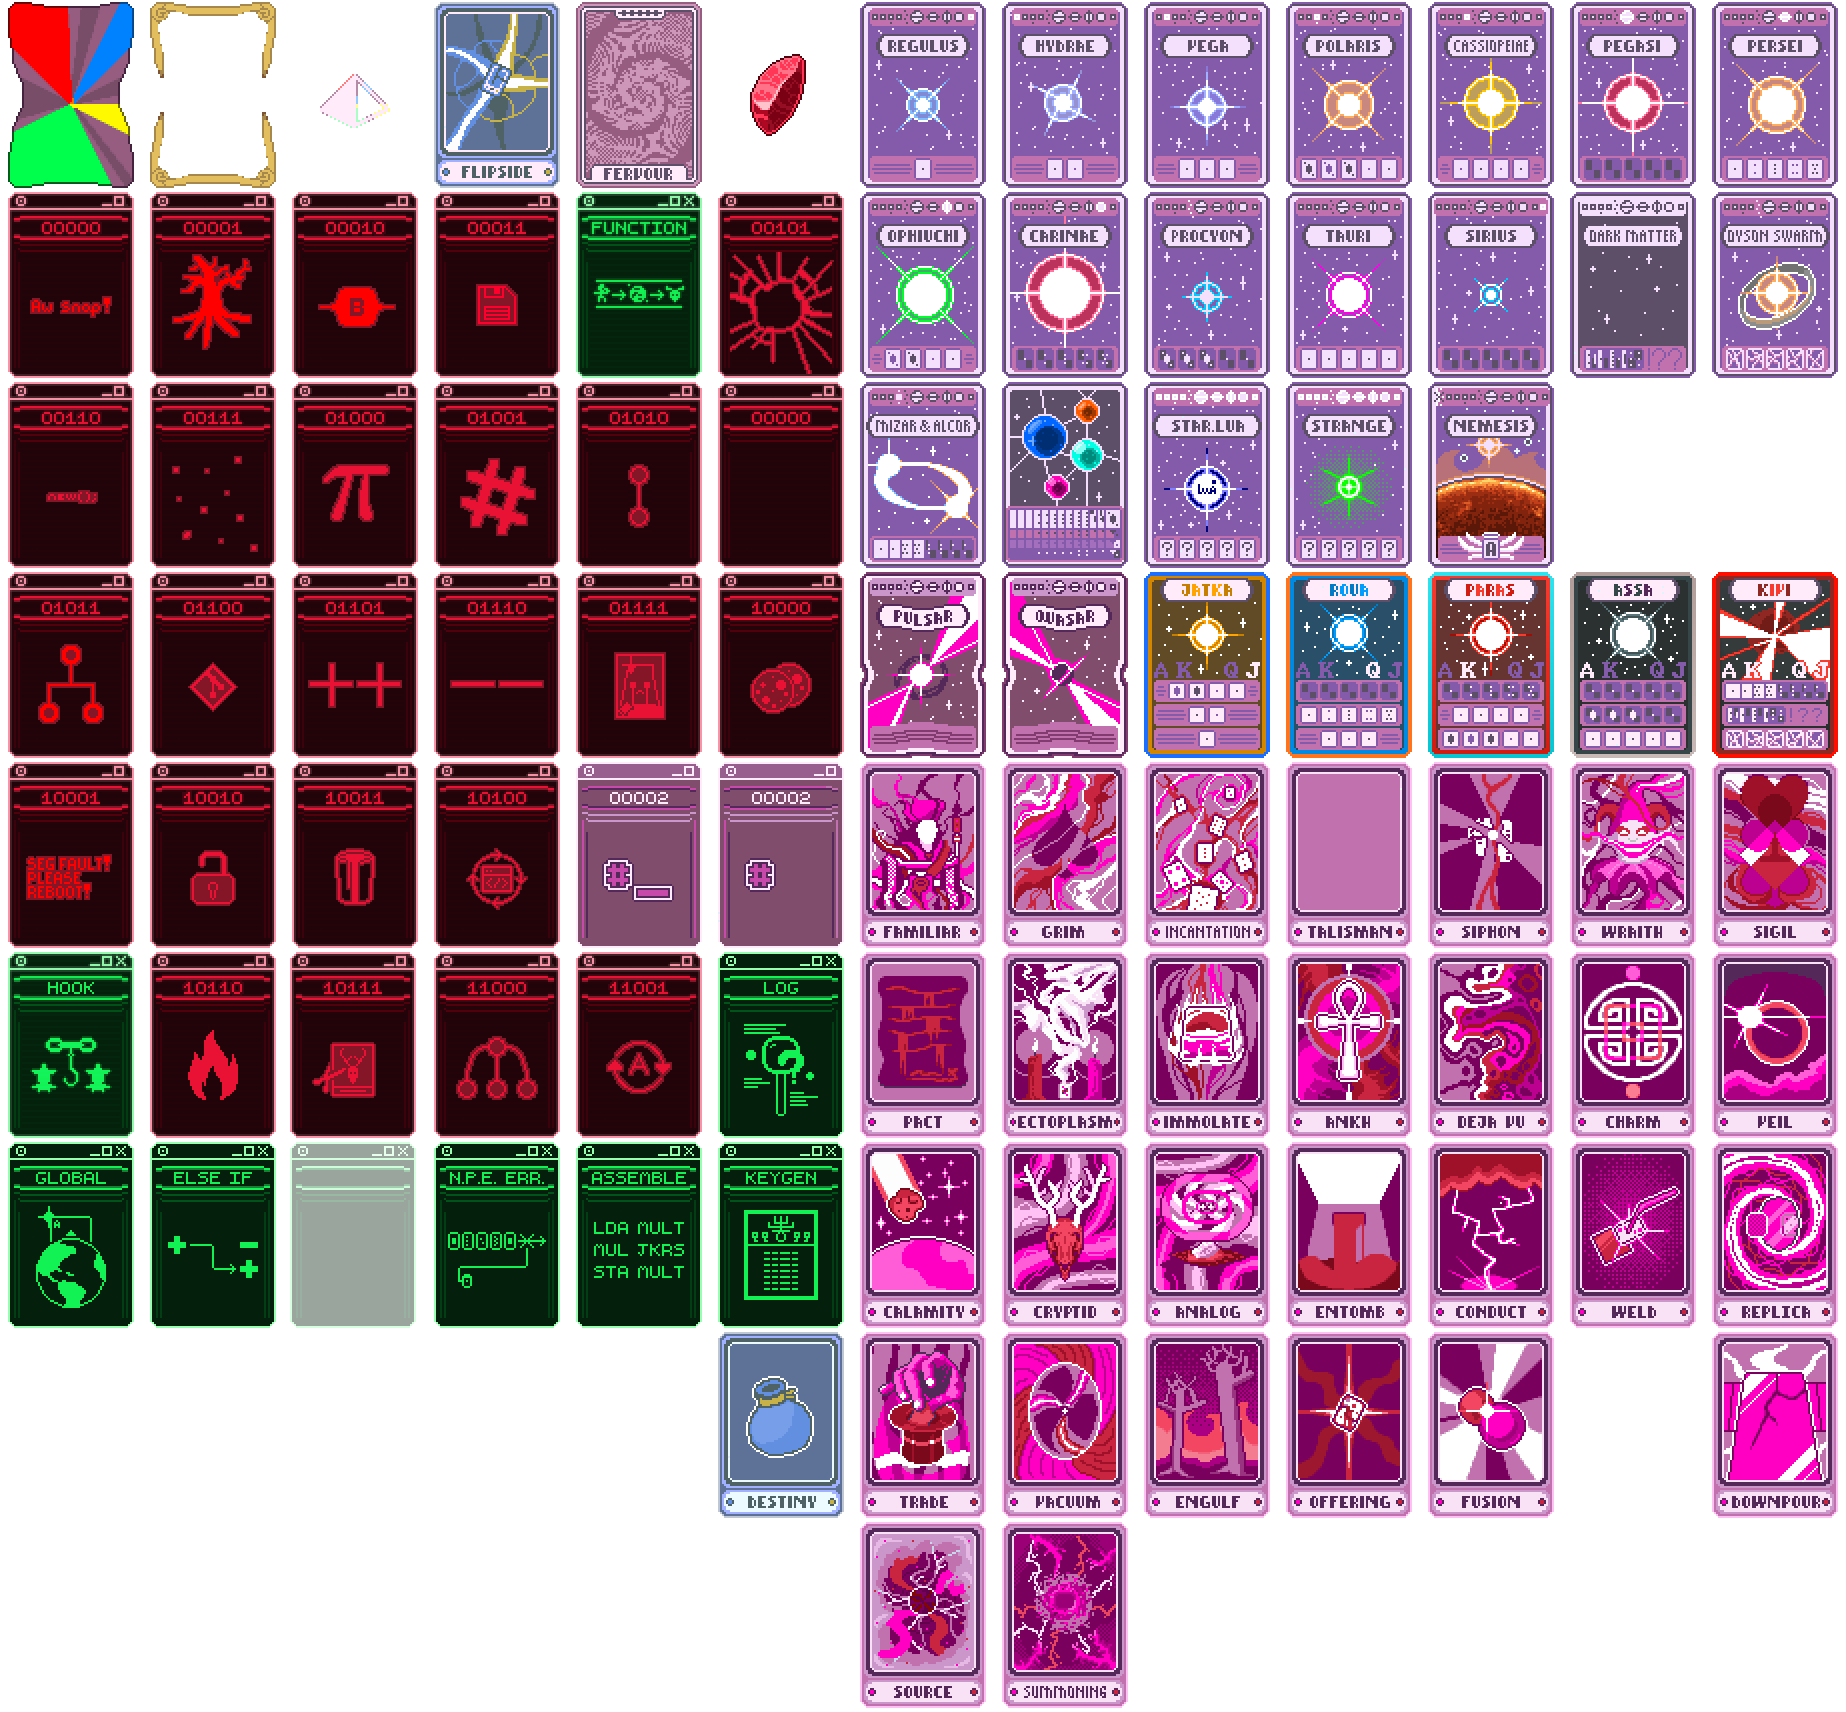 FLIPSIDE
FERVOUR
REGULUS
HYDRAE
VEGA
POLARIS
CASSIOPEIAE
PEGASI
PERSEI
00000
Aw Snap!
00001
00010
B
00011
FUNCTION
00101
OPHIUCHI
CARINAE
PROCYON
TAURI
SIRIUS
DARK MATTER
??
DYSON SWARM
00110
new();
00111
01000
π
01001
#
01010
00000
MIZAR & ALCOR
STAR.LUA
Lua
? ? ? ? ?
STRANGE
? ? ? ? ?
NEMESIS
A
01011
01100
01101
++
01110
--
01111
10000
PULSAR
QUASAR
JATKA
A K Q J
ROUA
A K Q J
PARAS
A K Q J
ASSA
A K Q J
KIVI
A K Q J
!??
10001
SEG FAULT!
PLEASE
REBOOT!
10010
10011
10100
00002
#
00002
#
FAMILIAR
GRIM
INCANTATION
TALISMAN
SIPHON
WRAITH
SIGIL
HOOK
10110
10111
11000
11001
A
LOG
PACT
ECTOPLASM
IMMOLATE
ANKH
DEJA VU
CHARM
VEIL
GLOBAL
A
ELSE IF
N.P.E. ERR.
ASSEMBLE
LDA MULT
MUL JKRS
STA MULT
KEYGEN
CALAMITY
CRYPTID
ANALOG
ENTOMB
CONDUCT
WELD
REPLICA
DESTINY
TRADE
VACUUM
ENGULF
OFFERING
FUSION
DOWNPOUR
SOURCE
SUMMONING